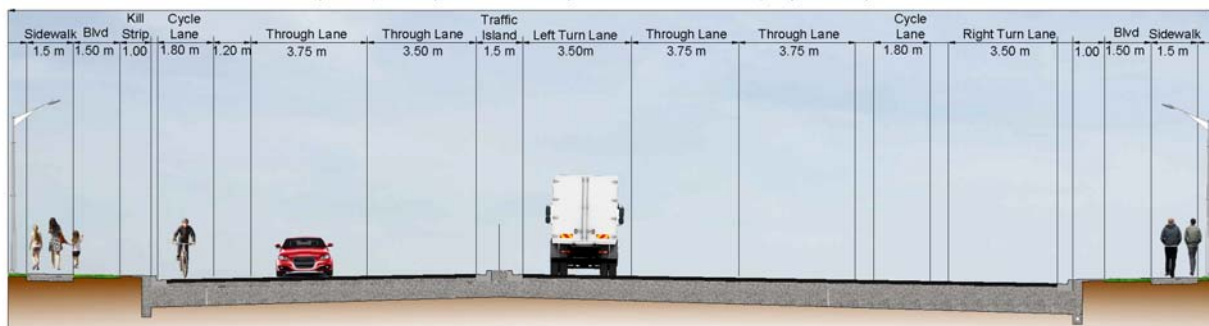 Sidewalk Blvd Kill Strip Cycle Lane Through Lane Through Lane Traffic Island Left Turn Lane Through Lane Through Lane Cycle Lane Right Turn Lane Blvd Sidewalk
1.5 m 1.50 m 1.00 1.80 m 1.20 m 3.75 m 3.50 m 1.5 m 3.50m 3.75 m 3.75 m 1.80 m 3.50 m 1.00 1.50 m 1.5 m